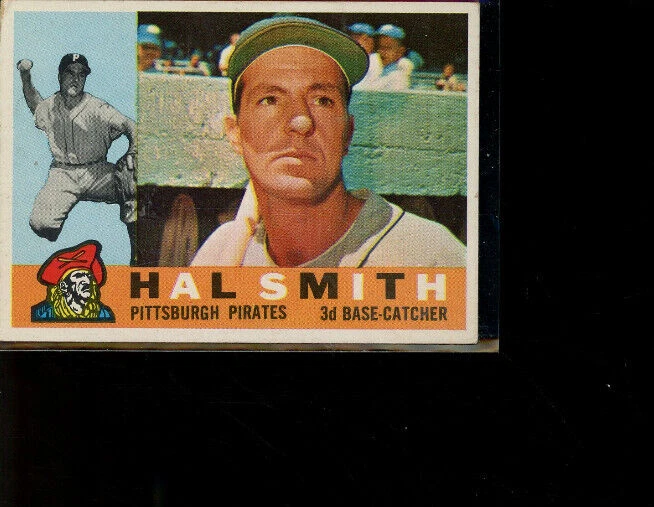 HAL SMITH
PITTSBURGH PIRATES 3d BASE-CATCHER
P